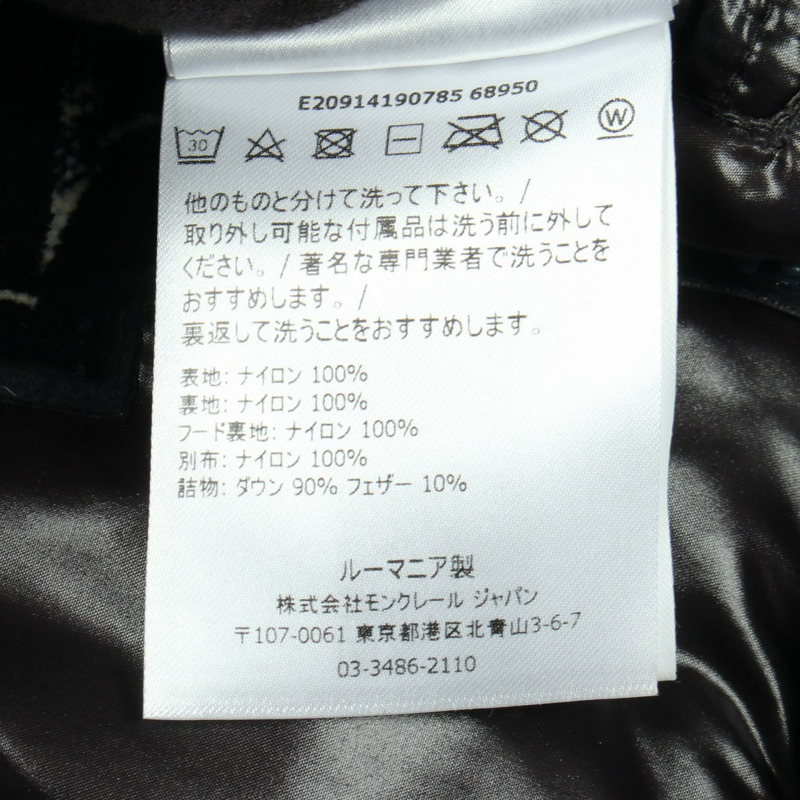 E20914190785 68950
30 W
他のものと分けて洗って下さい。/
取り外し可能な付属品は洗う前に外して
ください。/ 著名な専門業者で洗うことを
おすすめします。/
裏返して洗うことをおすすめします。
表地: ナイロン 100%
裏地: ナイロン 100%
フード裏地: ナイロン 100%
別布: ナイロン 100%
詰物: ダウン 90% フェザー 10%
ルーマニア製
株式会社モンクレール ジャパン
〒107-0061 東京都港区北青山3-6-7
03-3486-2110